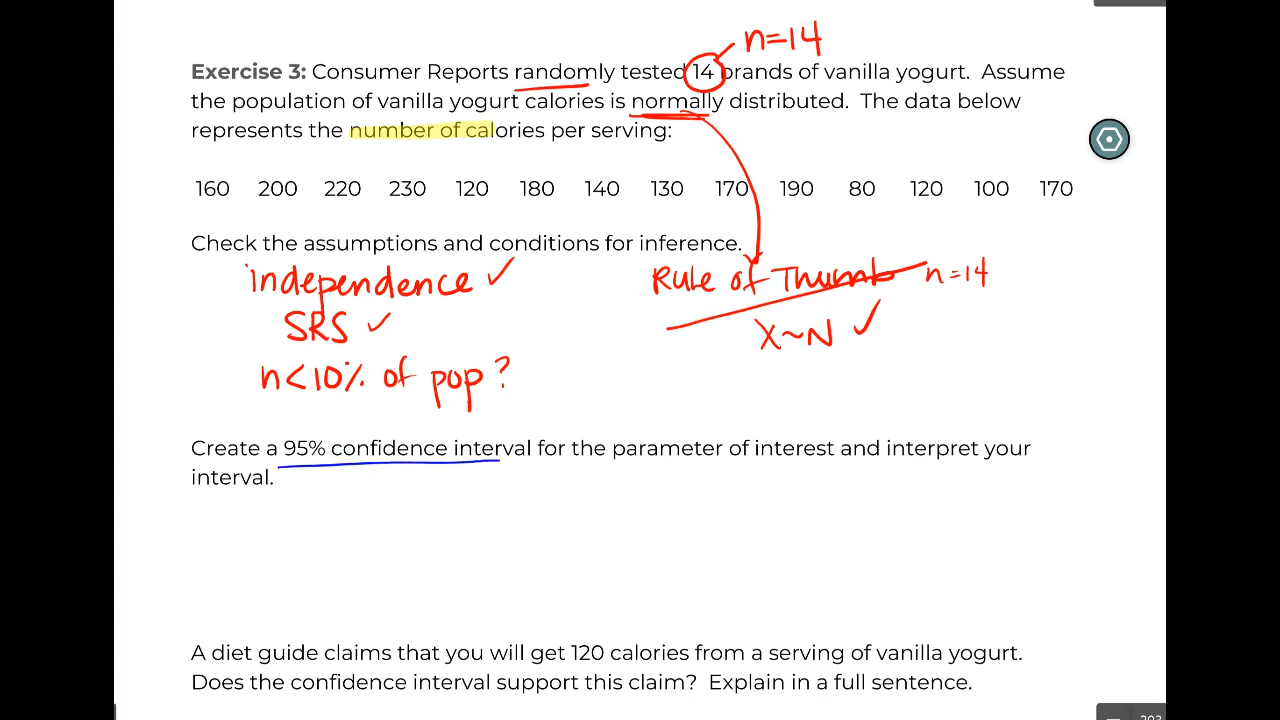 n=14
Exercise 3: Consumer Reports randomly tested 14 brands of vanilla yogurt. Assume
the population of vanilla yogurt calories is normally distributed. The data below
represents the number of calories per serving:
160 200 220 230 120 180 140 130 170 190 80 120 100 170
Check the assumptions and conditions for inference.
independence ✓
Rule of Thumb n=14
SRS ✓
X~N ✓
n<10% of pop?
Create a 95% confidence interval for the parameter of interest and interpret your
interval.
A diet guide claims that you will get 120 calories from a serving of vanilla yogurt.
Does the confidence interval support this claim? Explain in a full sentence.